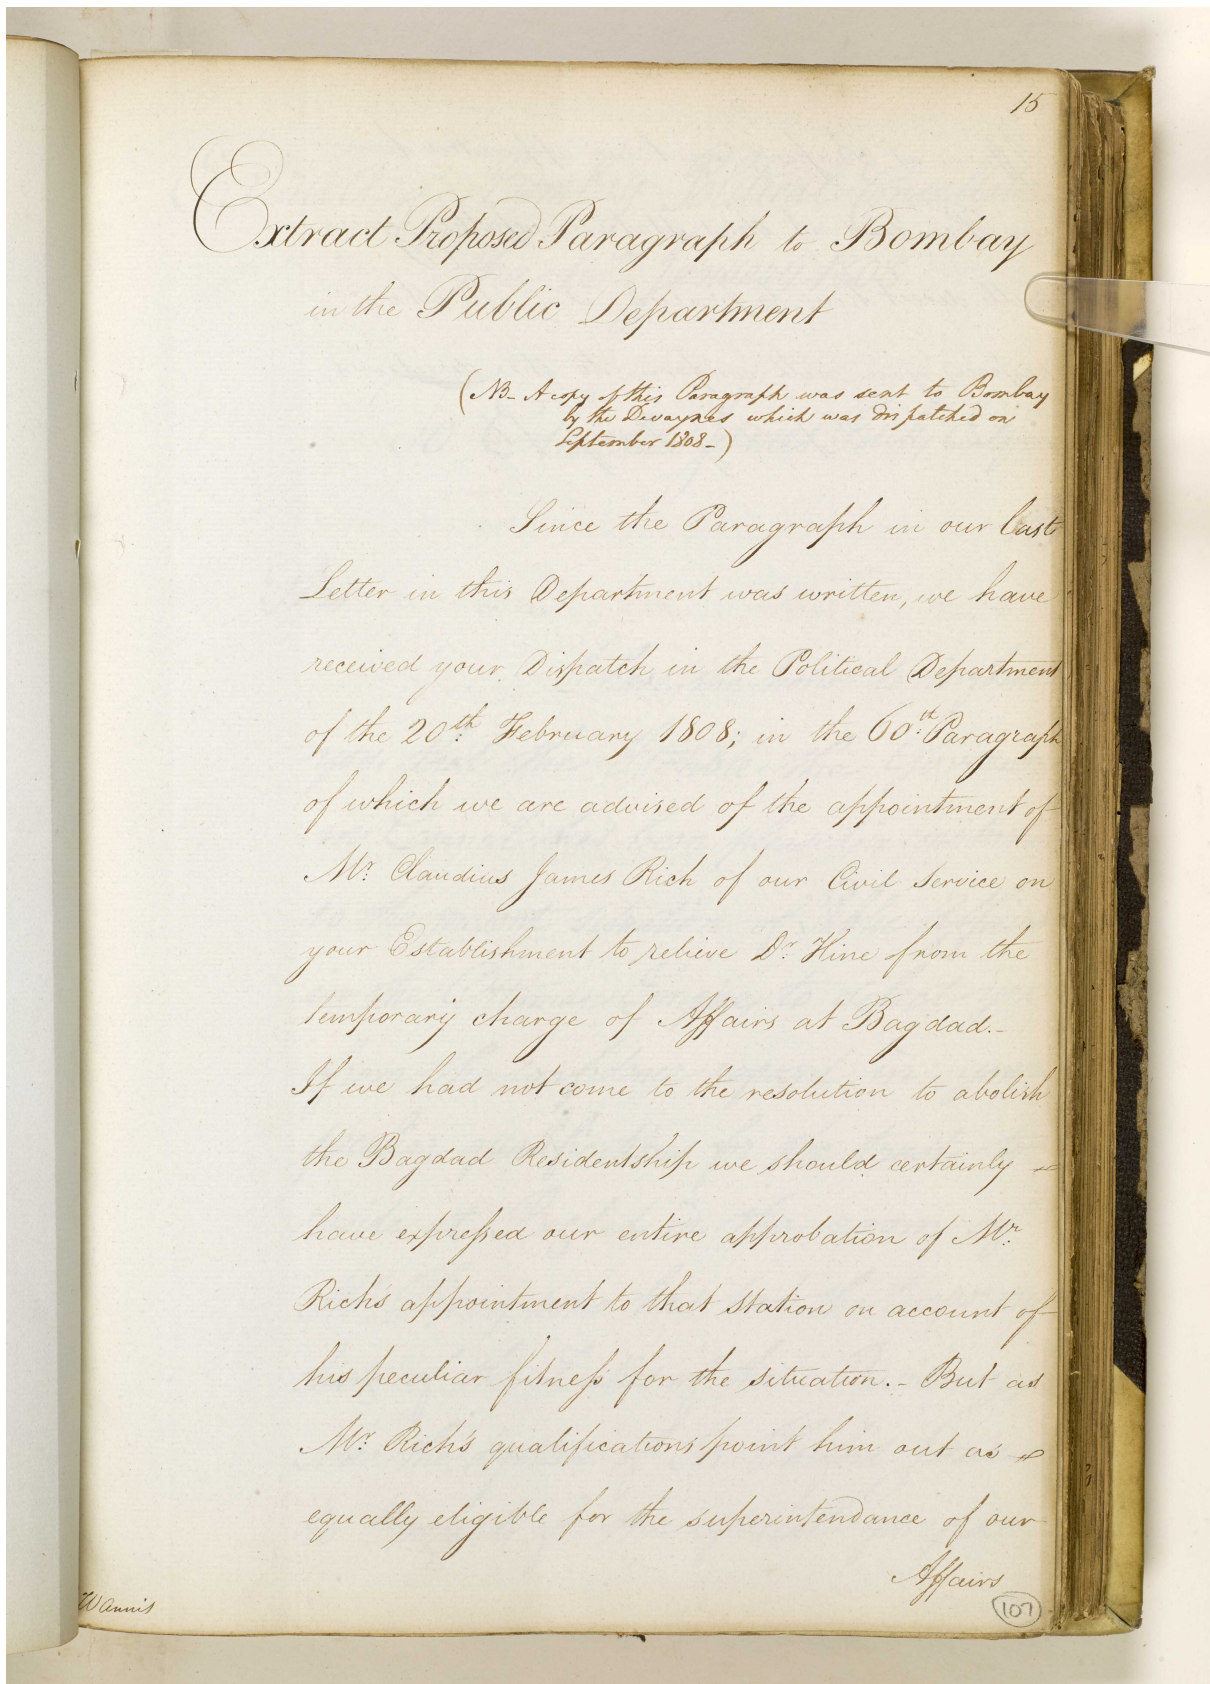 15
Extract Proposed Paragraph to Bombay
in the Public Department
(NB- A copy of this Paragraph was sent to Bombay
by the Devaynes which was dispatched on
September 1808-)
Since the Paragraph in our last
Letter in this Department was written, we have
received your Dispatch in the Political Department
of the 20th. February 1808; in the 60th. Paragraph
of which we are advised of the appointment of
Mr. Claudius James Rich of our Civil Service on
your Establishment to relieve Dr. Hine from the
temporary charge of Affairs at Bagdad.-
If we had not come to the resolution to abolish
the Bagdad Residentship we should certainly
have expressed our entire approbation of Mr.
Rich's appointment to that station on account of
his peculiar fitness for the situation.- But as
Mr. Rich's qualifications point him out as
equally eligible for the superintendance of our
Affairs
W Annis
107